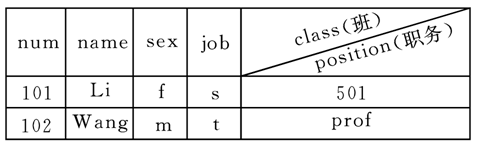 num name sex job class(班) position(职务)
101 Li f s 501
102 Wang m t prof